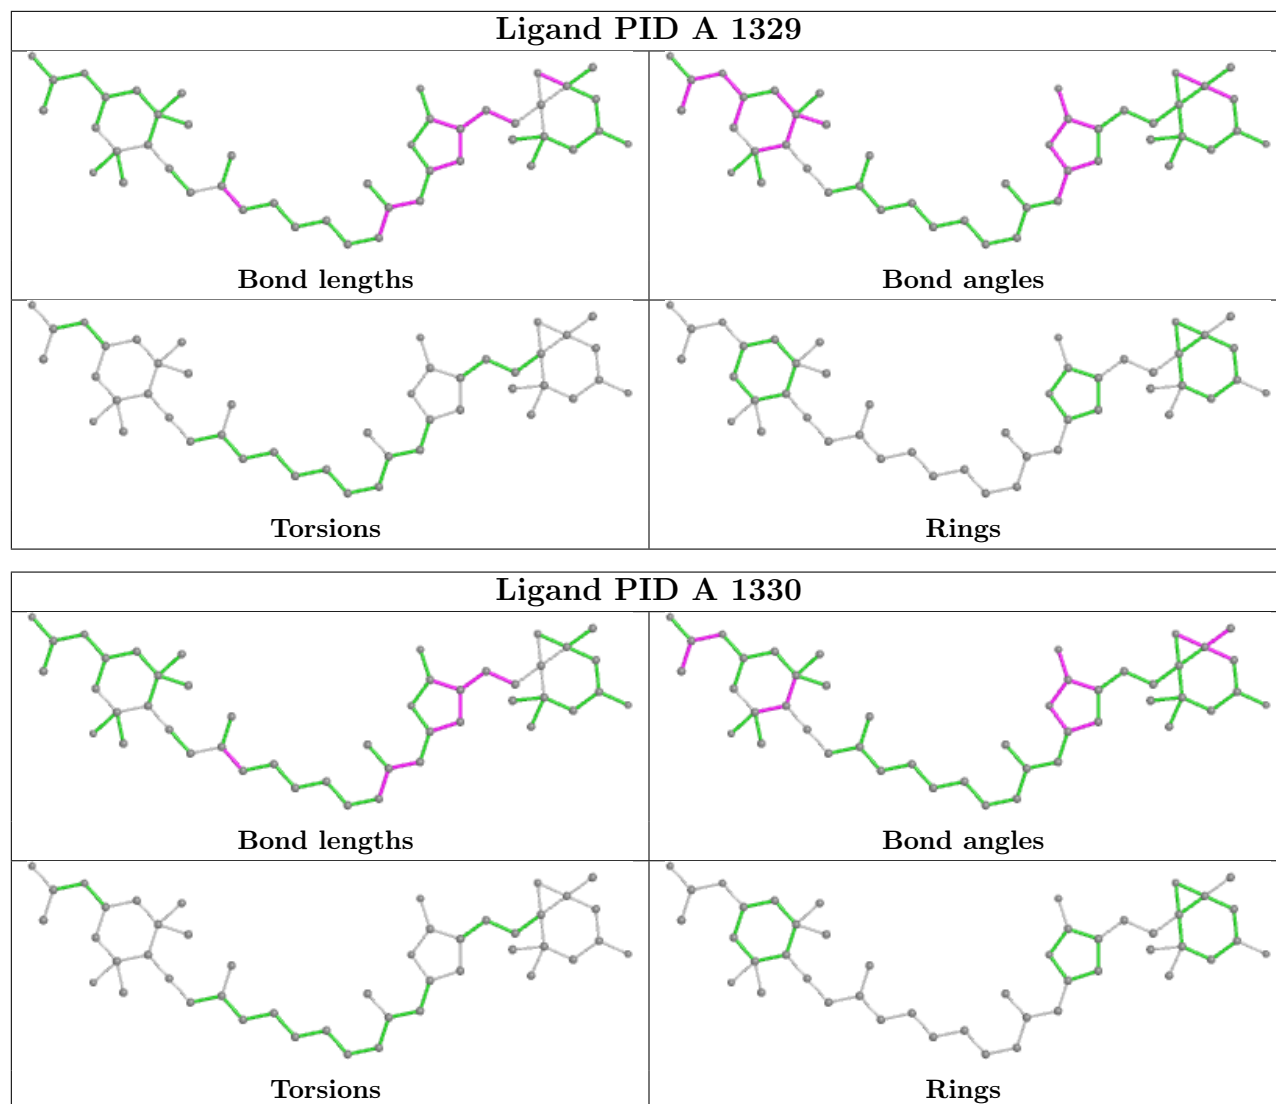 Ligand PID A 1329
Bond lengths
Bond angles
Torsions
Rings
Ligand PID A 1330
Bond lengths
Bond angles
Torsions
Rings